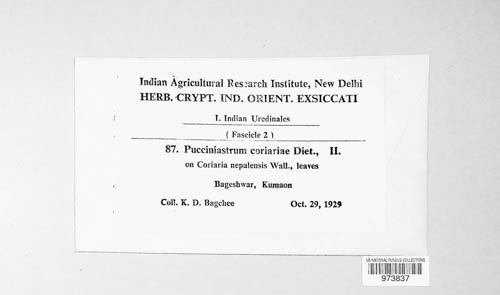 Indian Agricultural Research Institute, New Delhi
HERB. CRYPT. IND. ORIENT. EXSICCATI
I. Indian Uredinales
( Fascicle 2 )
87. Pucciniastrum coriariae Diet., II.
on Coriaria nepalensis Wall., leaves
Bageshwar, Kumaon
Coll. K. D. Bagchee Oct. 29, 1929
US NATIONAL FUNGUS COLLECTIONS
973837